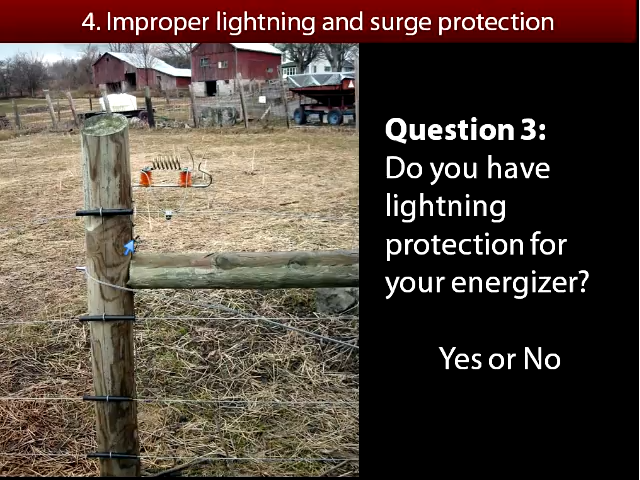 4. Improper lightning and surge protection
Question 3:
Do you have
lightning
protection for
your energizer?
Yes or No